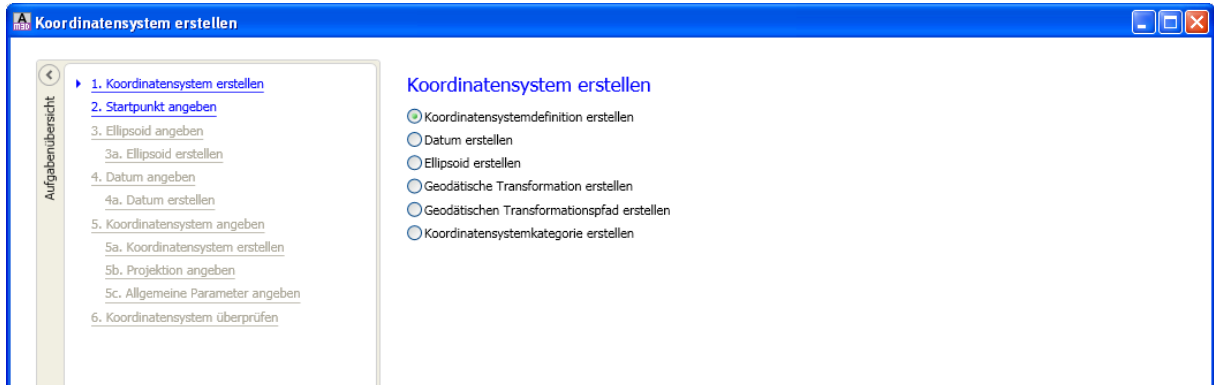 Koordinatensystem erstellen
Aufgabenübersicht
1. Koordinatensystem erstellen
2. Startpunkt angeben
3. Ellipsoid angeben
3a. Ellipsoid erstellen
4. Datum angeben
4a. Datum erstellen
5. Koordinatensystem angeben
5a. Koordinatensystem erstellen
5b. Projektion angeben
5c. Allgemeine Parameter angeben
6. Koordinatensystem überprüfen
Koordinatensystem erstellen
Koordinatensystemdefinition erstellen
Datum erstellen
Ellipsoid erstellen
Geodätische Transformation erstellen
Geodätischen Transformationspfad erstellen
Koordinatensystemkategorie erstellen